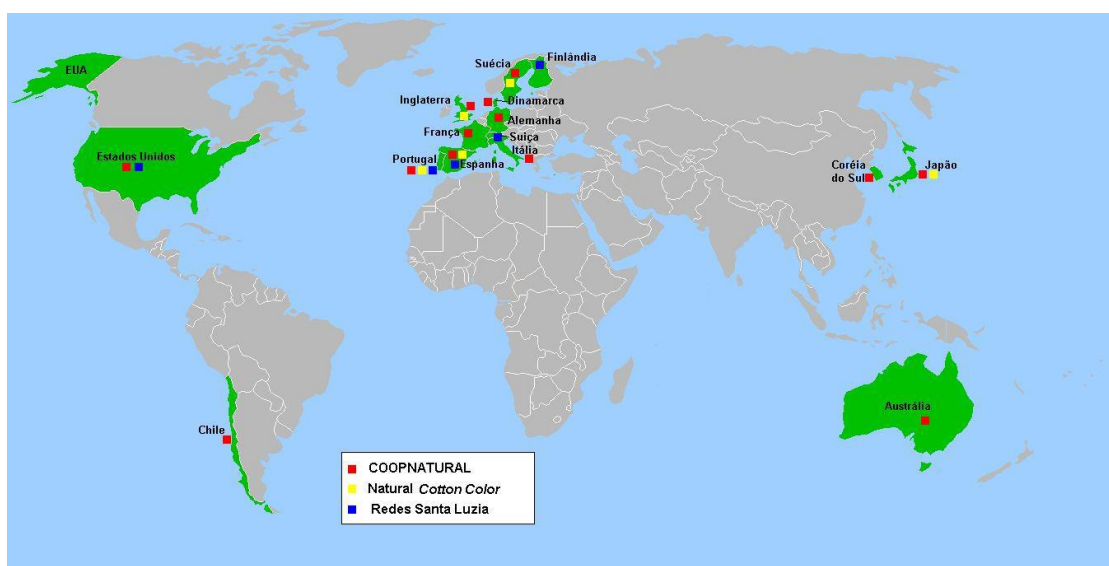 Finlândia
Suécia
EUA
Inglaterra
Dinamarca
Alemanha
França
Suiça
Itália
Estados Unidos
Portugal
Espanha
Coréia
do Sul
Japão
Austrália
Chile
COOPNATURAL
Natural Cotton Color
Redes Santa Luzia